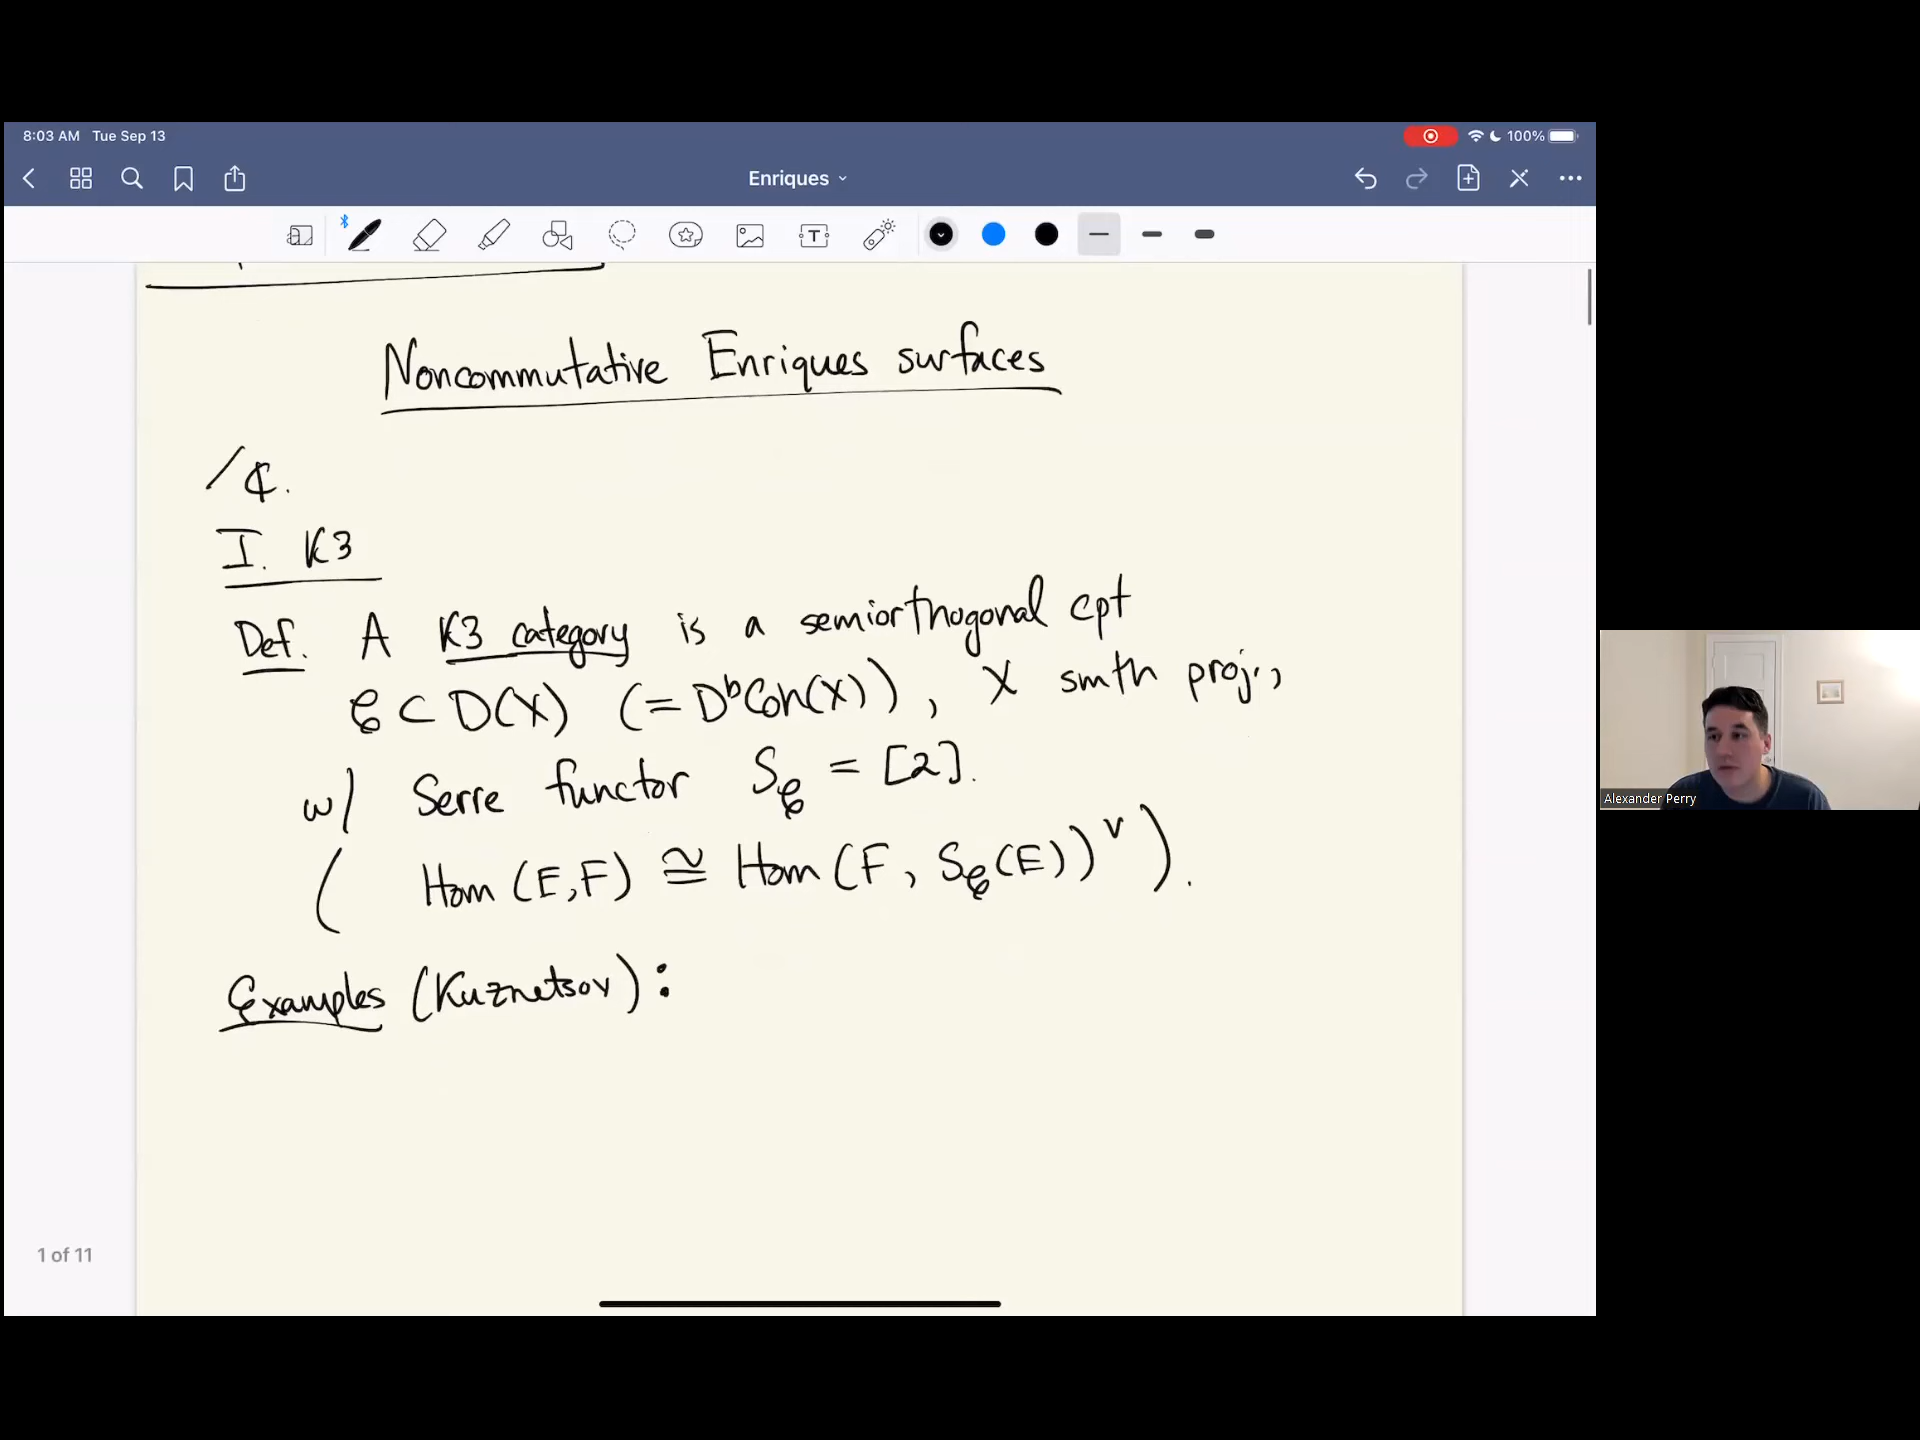 8:03 AM Tue Sep 13
100%
Enriques
T
Noncommutative Enriques surfaces
/ℂ.
I. K3
Def. A K3 category is a semiorthogonal cpt
𝒞 ⊂ D(X) (= DᵇCoh(X)), X smth proj.,
w/ Serre functor S_𝒞 = [2].
( Hom (E,F) ≅ Hom (F, S_𝒞(E))ᵛ ).
Examples (Kuznetsov):
Alexander Perry
1 of 11